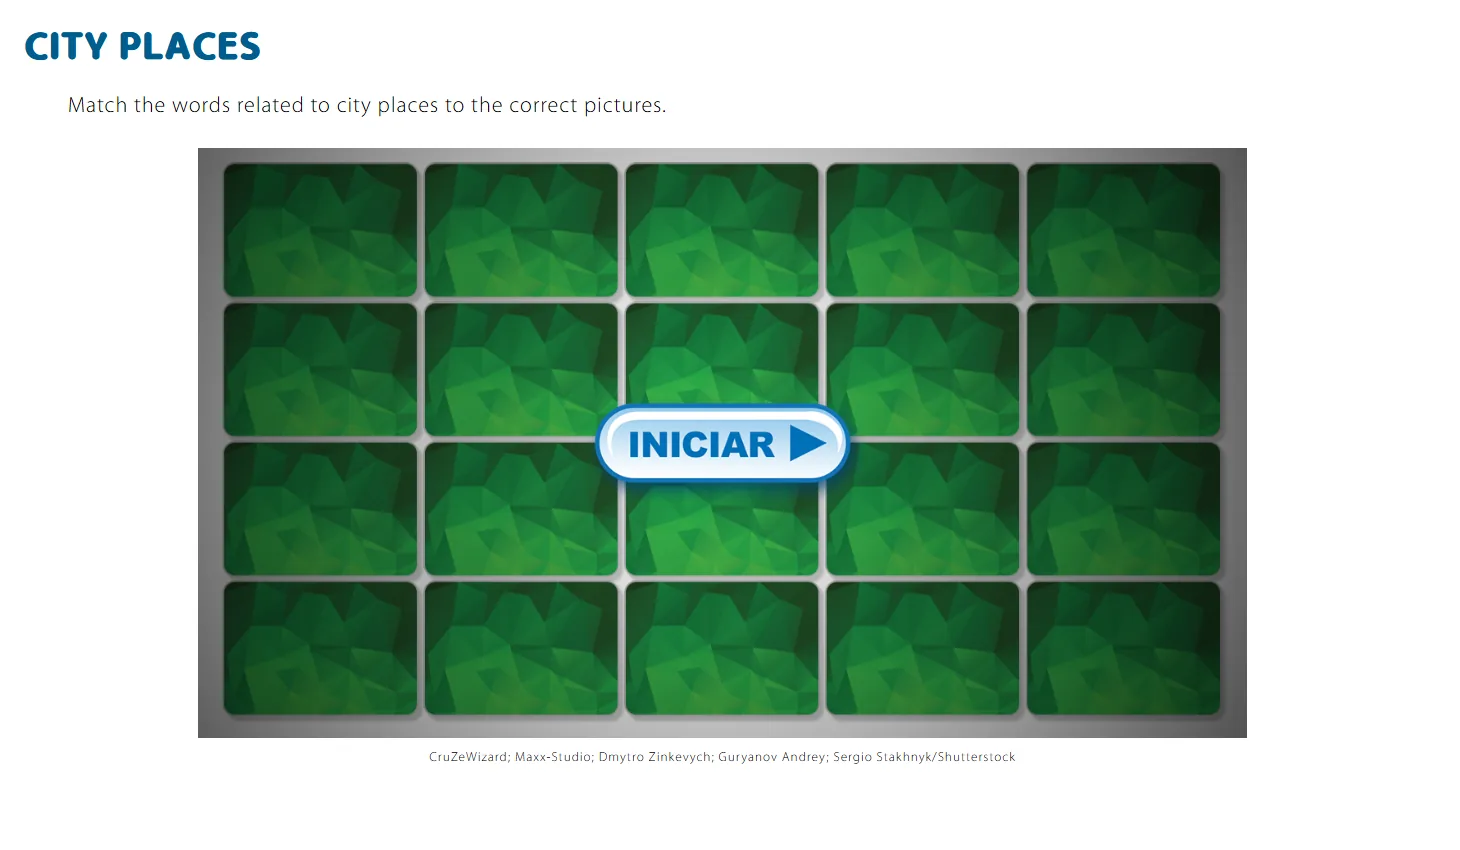 CITY PLACES
Match the words related to city places to the correct pictures.
INICIAR
CruZeWizard; Maxx-Studio; Dmytro Zinkevych; Guryanov Andrey; Sergio Stakhnyk/Shutterstock